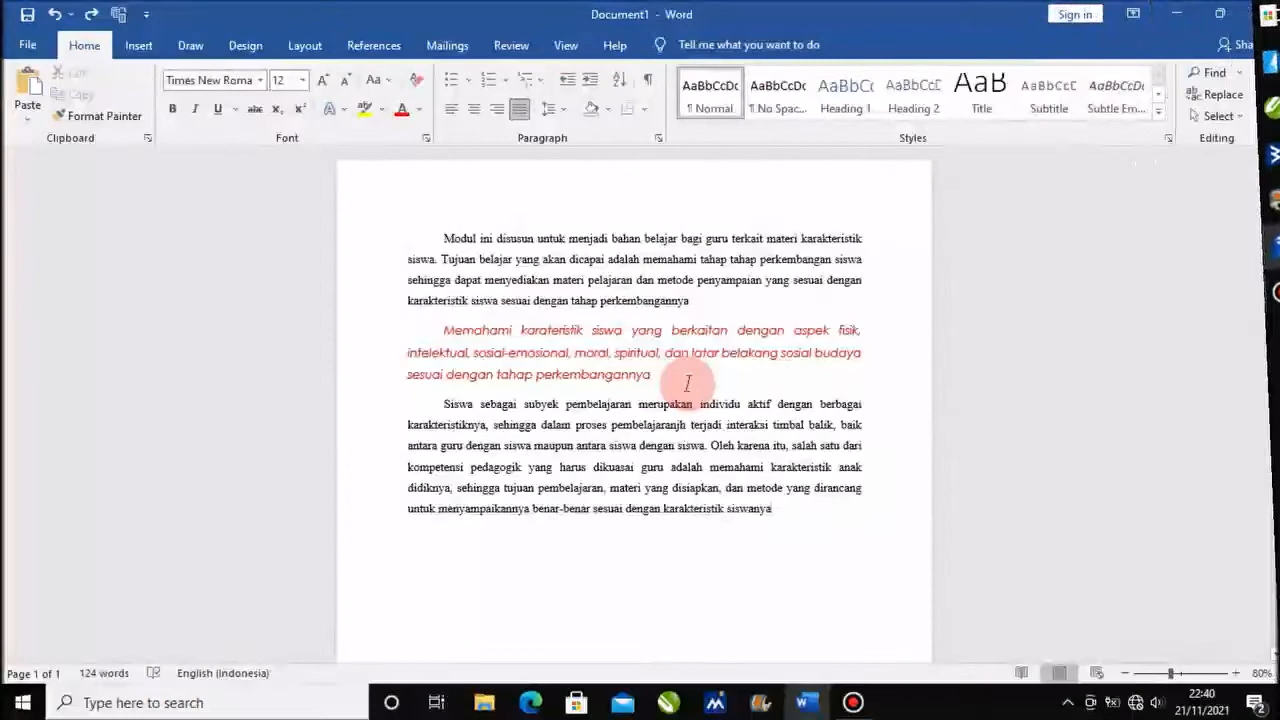 Document1 - Word
Sign in
File Home Insert Draw Design Layout References Mailings Review View Help Tell me what you want to do
Times New Roma 12 Aa
Paste
Cut
Copy
Format Painter
Clipboard
B I U abc x₂ x² A A
Font
Paragraph
AaBbCcDc AaBbCcDc AaBbCc AaBbCcD AaB AaBbCcD AaBbCcDc
¶ Normal ¶ No Spac... Heading 1 Heading 2 Title Subtitle Subtle Em...
Styles
Find
Replace
Select
Editing
Modul ini disusun untuk menjadi bahan belajar bagi guru terkait materi karakteristik
siswa. Tujuan belajar yang akan dicapai adalah memahami tahap tahap perkembangan siswa
sehingga dapat menyediakan materi pelajaran dan metode penyampaian yang sesuai dengan
karakteristik siswa sesuai dengan tahap perkembangannya
Memahami karateristik siswa yang berkaitan dengan aspek fisik,
intelektual, sosial-emosional, moral, spiritual, dan latar belakang sosial budaya
sesuai dengan tahap perkembangannya
Siswa sebagai subyek pembelajaran merupakan individu aktif dengan berbagai
karakteristiknya, sehingga dalam proses pembelajaranjh terjadi interaksi timbal balik, baik
antara guru dengan siswa maupun antara siswa dengan siswa. Oleh karena itu, salah satu dari
kompetensi pedagogik yang harus dikuasai guru adalah memahami karakteristik anak
didiknya, sehingga tujuan pembelajaran, materi yang disiapkan, dan metode yang dirancang
untuk menyampaikannya benar-benar sesuai dengan karakteristik siswanya
Page 1 of 1 124 words English (Indonesia) 80%
Type here to search
22:40
21/11/2021